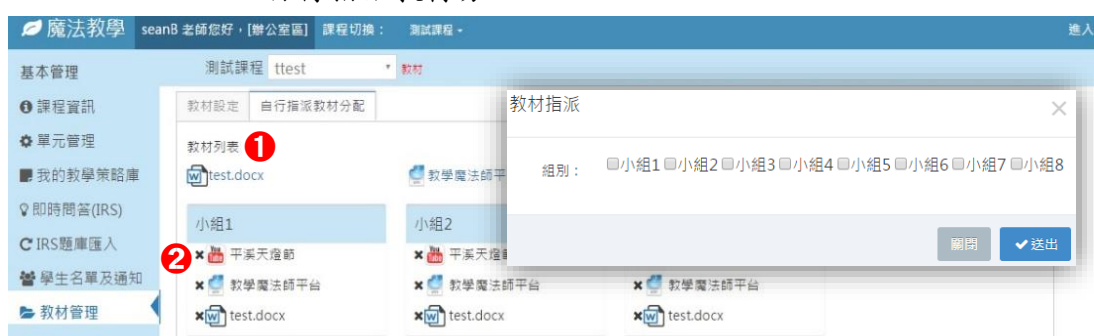 魔法教學 seanB 老師您好，[辦公室區] 課程切換： 測試課程 進入
基本管理
課程資訊
單元管理
我的教學策略庫
即時問答(IRS)
IRS題庫匯入
學生名單及通知
教材管理
測試課程 ttest 教材
教材設定 自行指派教材分配
教材列表 1
test.docx 教學魔法師平
小組1
2
平溪天燈節
教學魔法師平台
test.docx
小組2
平溪天燈
教學魔法師平台
test.docx
教學魔法師平台
test.docx
教材指派 ×
組別： 小組1 小組2 小組3 小組4 小組5 小組6 小組7 小組8
關閉 送出